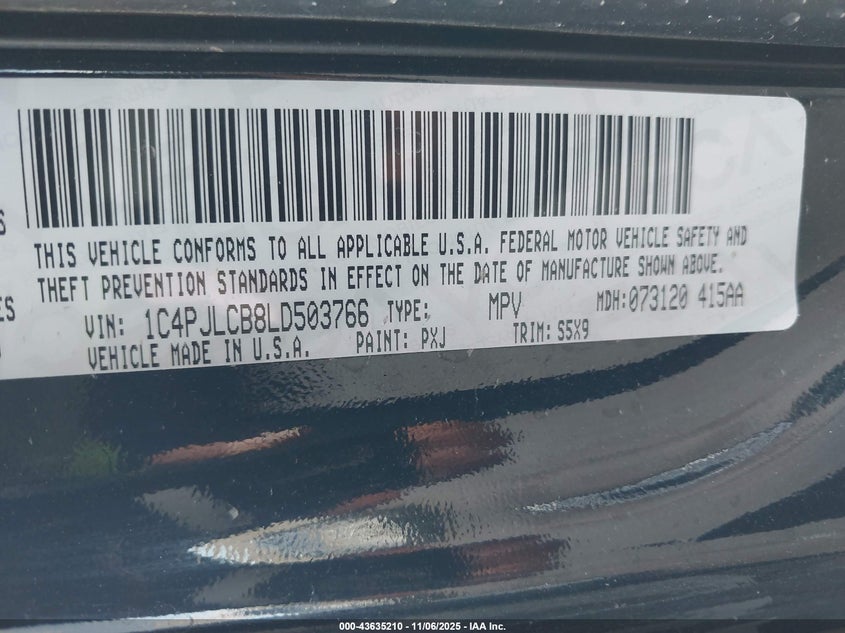 S
THIS VEHICLE CONFORMS TO ALL APPLICABLE U.S.A. FEDERAL MOTOR VEHICLE SAFETY AND
THEFT PREVENTION STANDARDS IN EFFECT ON THE DATE OF MANUFACTURE SHOWN ABOVE.
ES
VIN: 1C4PJLCB8LD503766 TYPE: MPV MDH: 073120 415AA
VEHICLE MADE IN U.S.A. PAINT: PXJ TRIM: S5X9
000-43635210 - 11/06/2025 - IAA Inc.